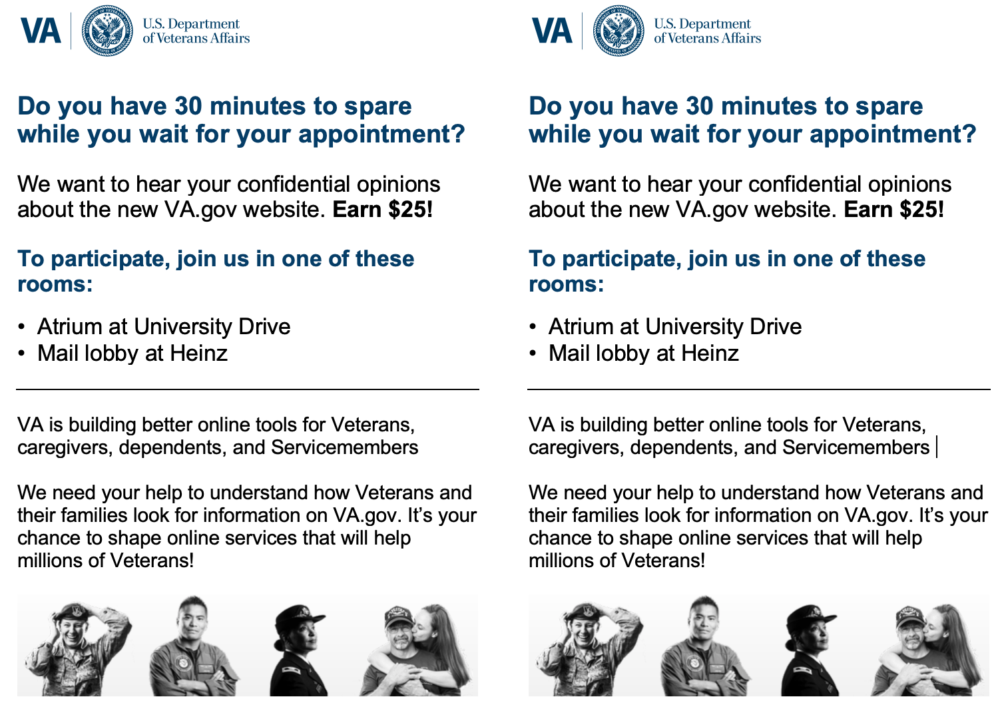 VA
U.S. Department
of Veterans Affairs
Do you have 30 minutes to spare
while you wait for your appointment?
We want to hear your confidential opinions
about the new VA.gov website. Earn $25!
To participate, join us in one of these
rooms:
• Atrium at University Drive
• Mail lobby at Heinz
VA is building better online tools for Veterans,
caregivers, dependents, and Servicemembers
We need your help to understand how Veterans and
their families look for information on VA.gov. It’s your
chance to shape online services that will help
millions of Veterans!
VA
U.S. Department
of Veterans Affairs
Do you have 30 minutes to spare
while you wait for your appointment?
We want to hear your confidential opinions
about the new VA.gov website. Earn $25!
To participate, join us in one of these
rooms:
• Atrium at University Drive
• Mail lobby at Heinz
VA is building better online tools for Veterans,
caregivers, dependents, and Servicemembers
We need your help to understand how Veterans and
their families look for information on VA.gov. It’s your
chance to shape online services that will help
millions of Veterans!